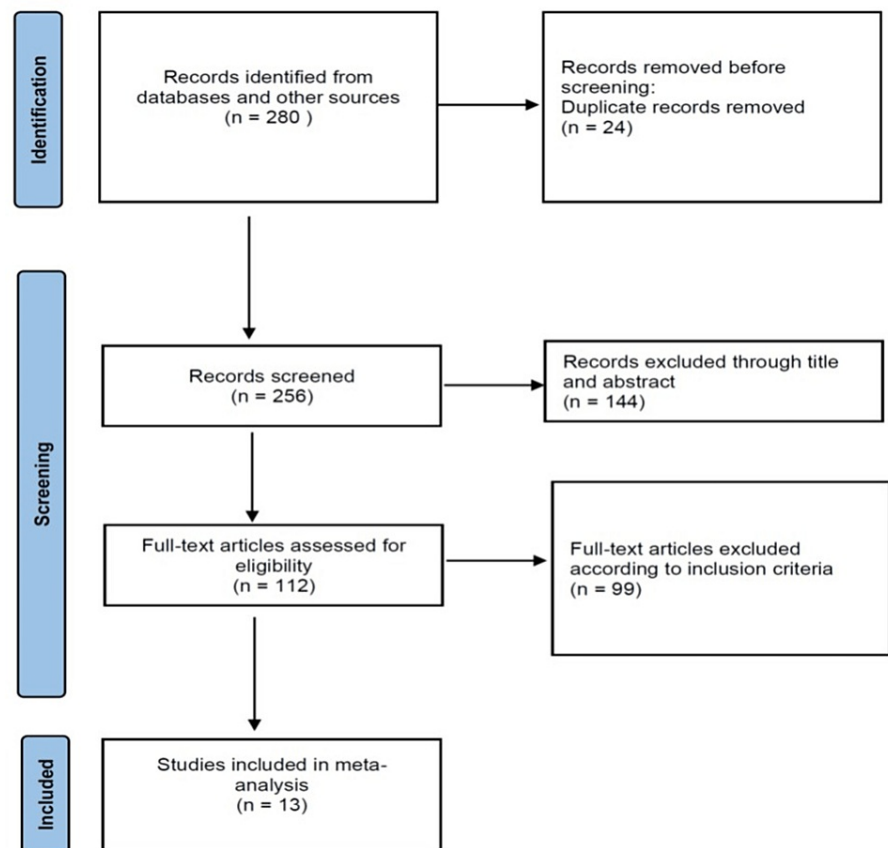 Identification
Records identified from
databases and other sources
(n = 280 )
Records removed before
screening:
Duplicate records removed
(n = 24)
Screening
Records screened
(n = 256)
Records excluded through title
and abstract
(n = 144)
Full-text articles assessed for
eligibility
(n = 112)
Full-text articles excluded
according to inclusion criteria
(n = 99)
Included
Studies included in meta-
analysis
(n = 13)